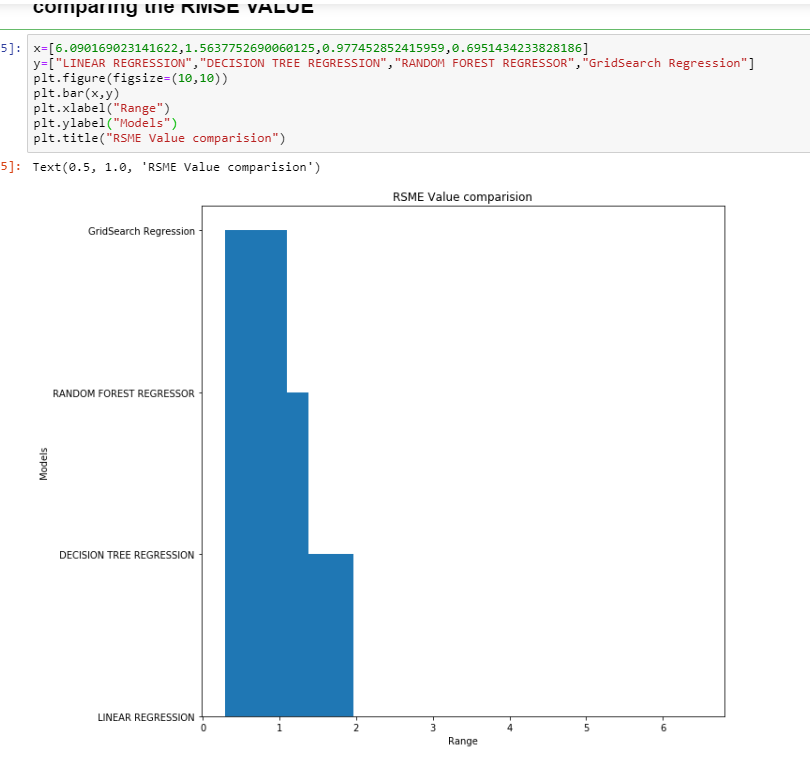 comparing the RMSE VALUE
5]:
x=[6.090169023141622,1.5637752690060125,0.977452852415959,0.6951434233828186]
y=["LINEAR REGRESSION","DECISION TREE REGRESSION","RANDOM FOREST REGRESSOR","GridSearch Regression"]
plt.figure(figsize=(10,10))
plt.bar(x,y)
plt.xlabel("Range")
plt.ylabel("Models")
plt.title("RSME Value comparision")
5]:
Text(0.5, 1.0, 'RSME Value comparision')
RSME Value comparision
GridSearch Regression
RANDOM FOREST REGRESSOR
Models
DECISION TREE REGRESSION
LINEAR REGRESSION
0 1 2 3 4 5 6
Range